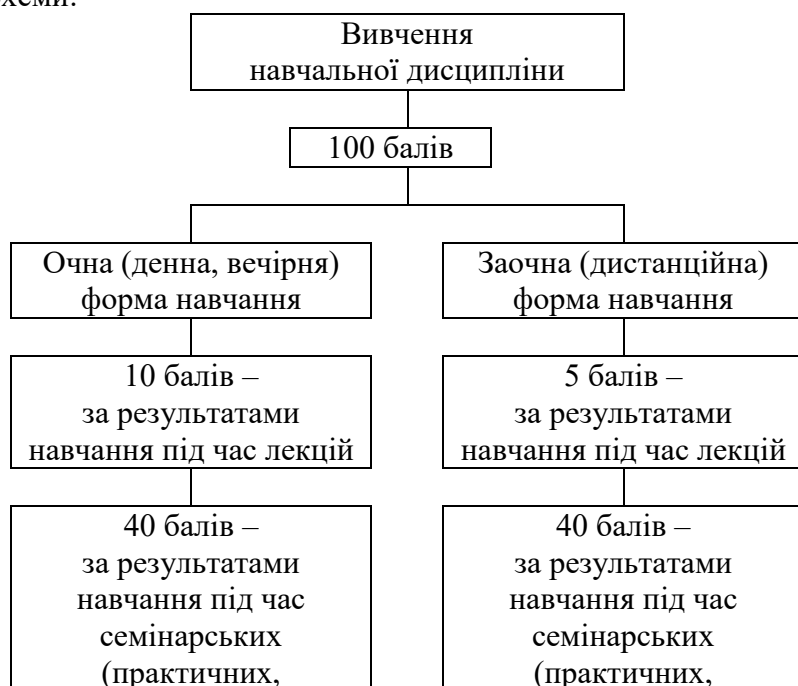 Вивчення
навчальної дисципліни
100 балів
Очна (денна, вечірня)
форма навчання
Заочна (дистанційна)
форма навчання
10 балів –
за результатами
навчання під час лекцій
5 балів –
за результатами
навчання під час лекцій
40 балів –
за результатами
навчання під час
семінарських
(практичних,
40 балів –
за результатами
навчання під час
семінарських
(практичних,